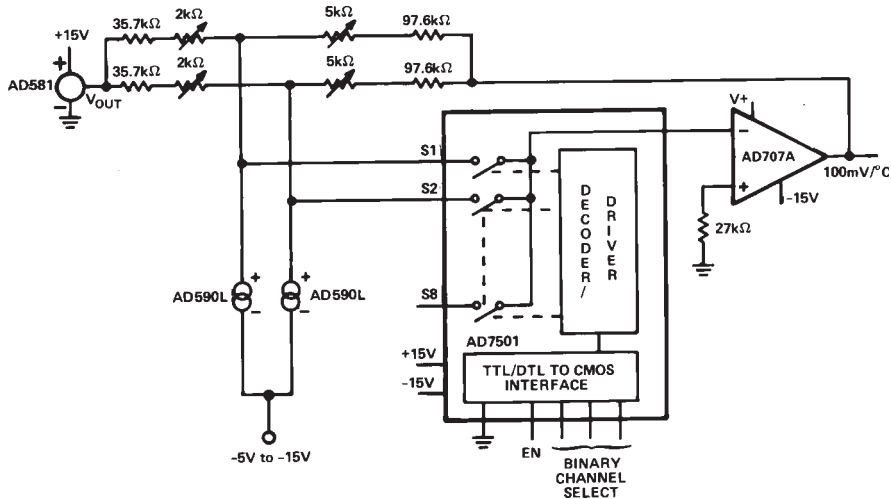 +15V
35.7kΩ
2kΩ
5kΩ
97.6kΩ
+
AD581
35.7kΩ
2kΩ
5kΩ
97.6kΩ
−
VOUT
S1
S2
S8
DECODER/
DRIVER
V+
−
AD707A
+
100mV/°C
−15V
27kΩ
+
+
AD590L
AD590L
−
−
AD7501
+15V
−15V
TTL/DTL TO CMOS
INTERFACE
−5V to −15V
EN
BINARY
CHANNEL
SELECT